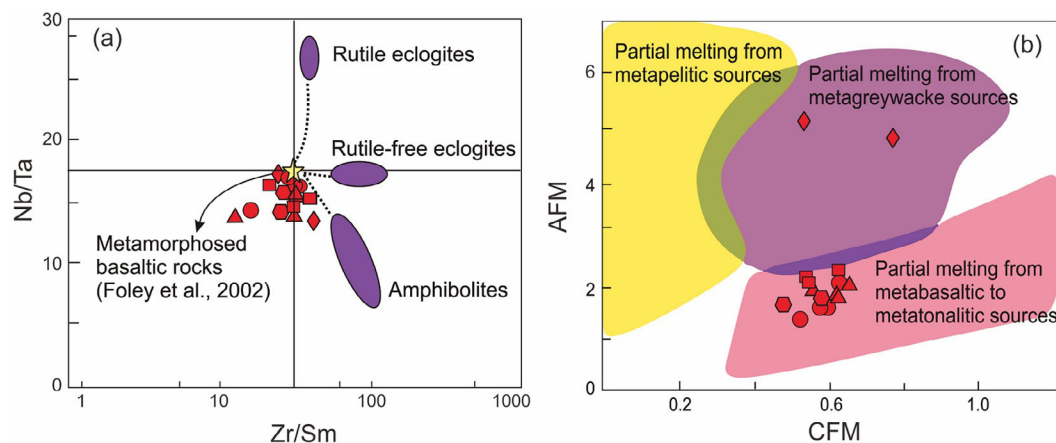 (a)
30
20
10
0
Nb/Ta
Rutile eclogites
Rutile-free eclogites
Amphibolites
Metamorphosed
basaltic rocks
(Foley et al., 2002)
1
10
100
1000
Zr/Sm
(b)
6
4
2
0
AFM
Partial melting from
metapelitic sources
Partial melting from
metagreywacke sources
Partial melting from
metabasaltic to
metatonalitic sources
0.2
0.6
1.0
CFM